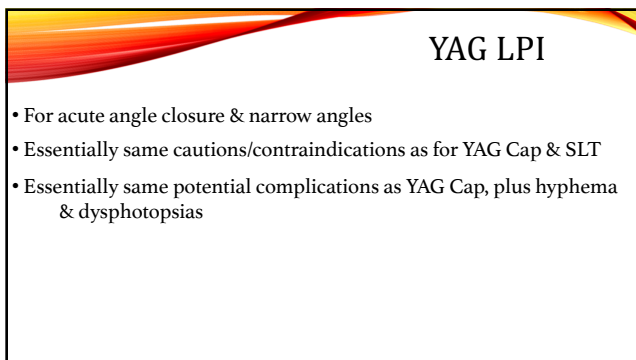 YAG LPI
• For acute angle closure & narrow angles
• Essentially same cautions/contraindications as for YAG Cap & SLT
• Essentially same potential complications as YAG Cap, plus hyphema
& dysphotopsias